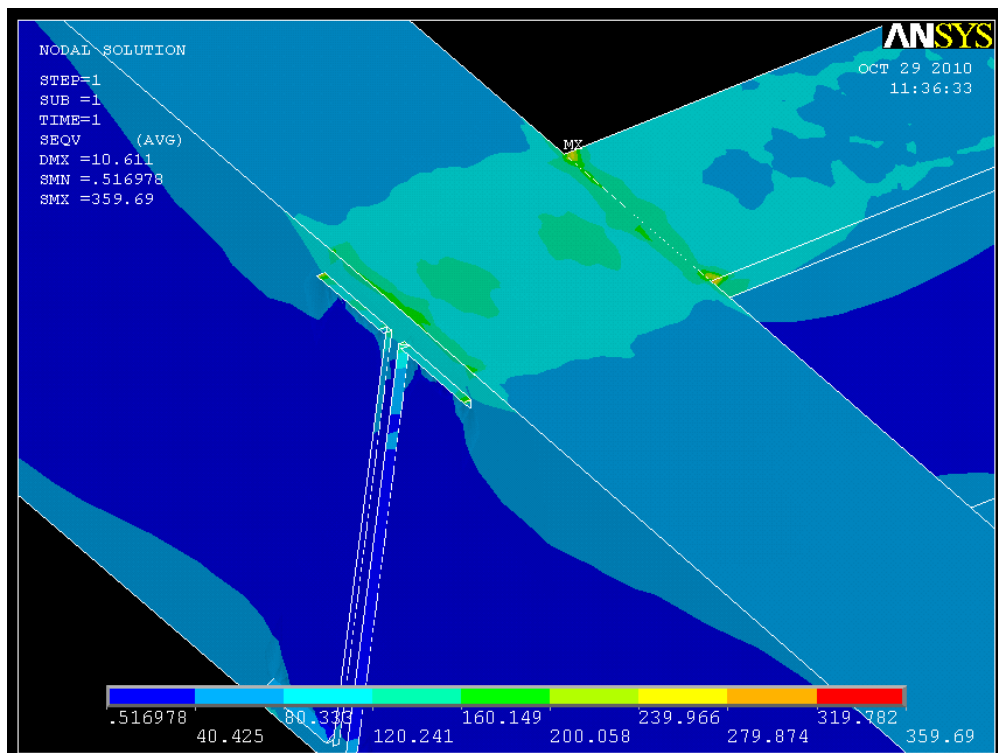 ANSYS
NODAL SOLUTION
OCT 29 2010
11:36:33
STEP=1
SUB =1
TIME=1
SEQV (AVG)
DMX =10.611
SMN =.516978
SMX =359.69
MX
.516978 80.333 160.149 239.966 319.782
40.425 120.241 200.058 279.874 359.69